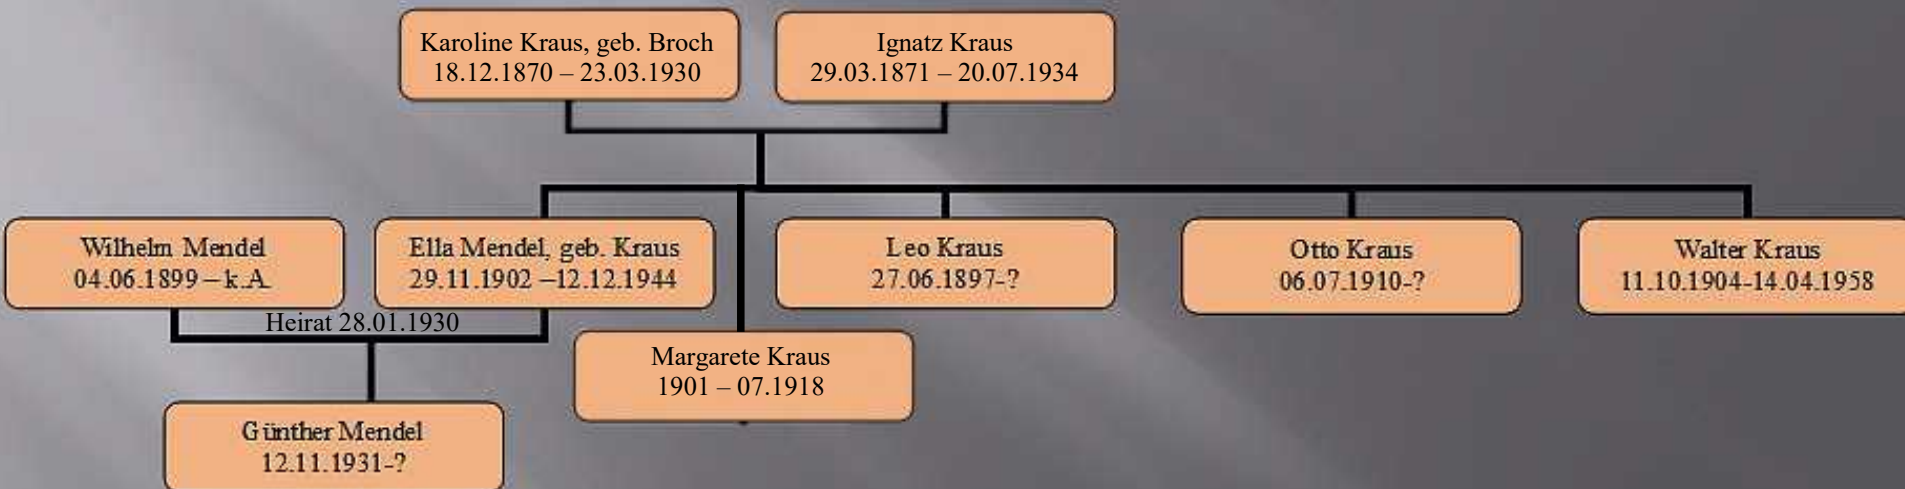 Karoline Kraus, geb. Broch
18.12.1870 – 23.03.1930
Ignatz Kraus
29.03.1871 – 20.07.1934
Wilhelm Mendel
04.06.1899 – k.A.
Ella Mendel, geb. Kraus
29.11.1902 –12.12.1944
Leo Kraus
27.06.1897-?
Otto Kraus
06.07.1910-?
Walter Kraus
11.10.1904-14.04.1958
Heirat 28.01.1930
Margarete Kraus
1901 – 07.1918
Günther Mendel
12.11.1931-?